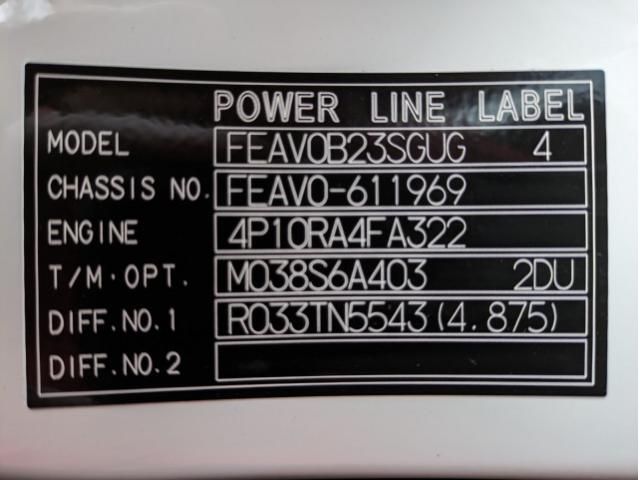 POWER LINE LABEL
MODEL FEAV0B23SGUG 4
CHASSIS NO. FEAV0-611969
ENGINE 4P10RA4FA322
T/M·OPT. M038S6A403 2DU
DIFF.NO.1 R033TN5543(4.875)
DIFF.NO.2